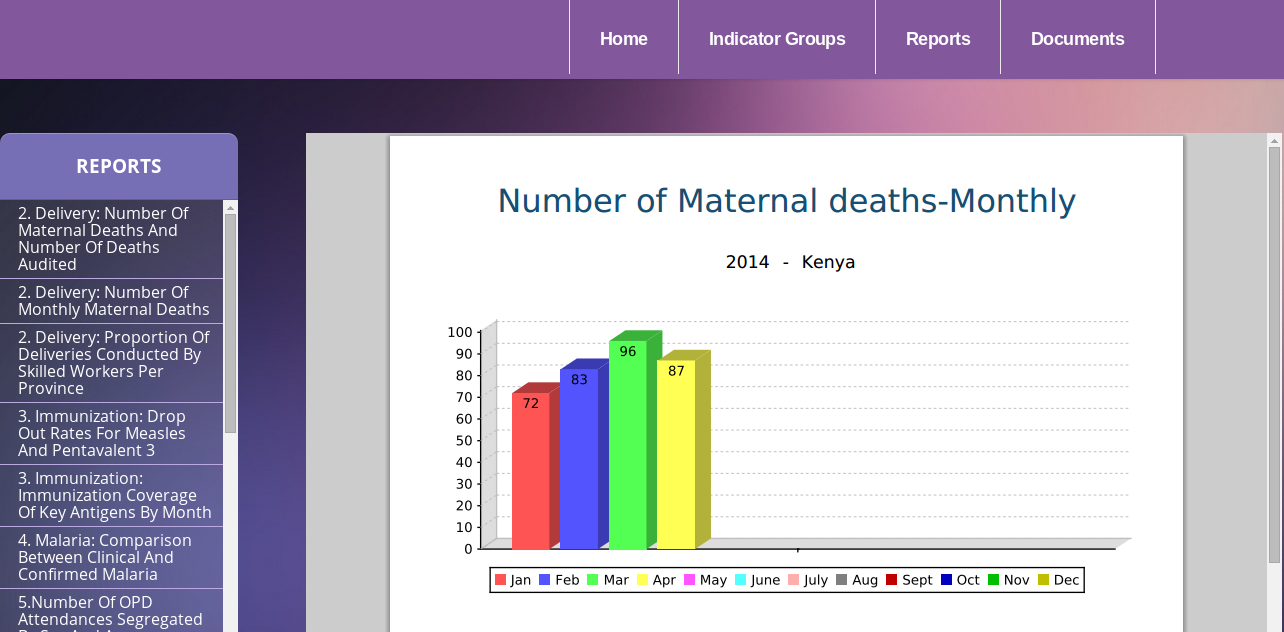 Home Indicator Groups Reports Documents
REPORTS
2. Delivery: Number Of
Maternal Deaths And
Number Of Deaths
Audited
2. Delivery: Number Of
Monthly Maternal Deaths
2. Delivery: Proportion Of
Deliveries Conducted By
Skilled Workers Per
Province
3. Immunization: Drop
Out Rates For Measles
And Pentavalent 3
3. Immunization:
Immunization Coverage
Of Key Antigens By Month
4. Malaria: Comparison
Between Clinical And
Confirmed Malaria
5.Number Of OPD
Attendances Segregated
Number of Maternal deaths-Monthly
2014 - Kenya
100
90
80
70
60
50
40
30
20
10
0
72
83
96
87
Jan Feb Mar Apr May June July Aug Sept Oct Nov Dec